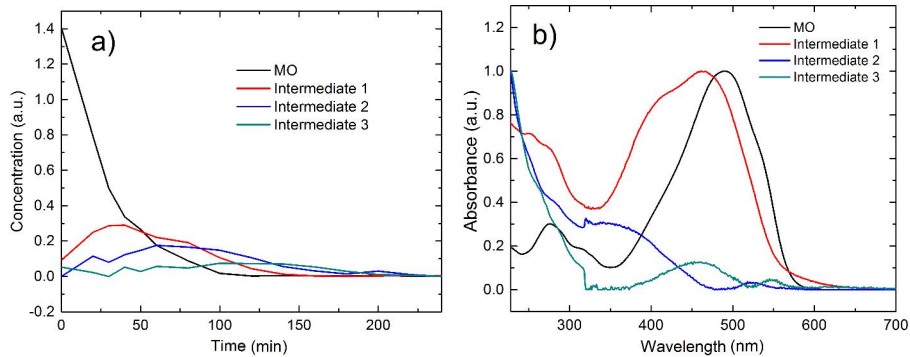 a)
MO
Intermediate 1
Intermediate 2
Intermediate 3
Concentration (a.u.)
1.4
1.2
1.0
0.8
0.6
0.4
0.2
0.0
-0.2
0 50 100 150 200
Time (min)
b)
MO
Intermediate 1
Intermediate 2
Intermediate 3
Absorbance (a.u.)
1.2
1.0
0.8
0.6
0.4
0.2
0.0
300 400 500 600 700
Wavelength (nm)